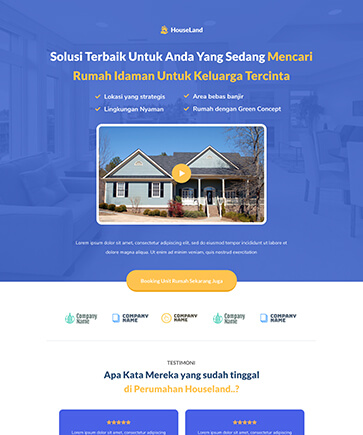 HouseLand
Solusi Terbaik Untuk Anda Yang Sedang Mencari
Rumah Idaman Untuk Keluarga Tercinta
Lokasi yang strategis
Area bebas banjir
Lingkungan Nyaman
Rumah dengan Green Concept
Lorem ipsum dolor sit amet, consectetur adipiscing elit, sed do eiusmod tempor incididunt ut labore et
dolore magna aliqua. Ut enim ad minim veniam, quis nostrud exercitation
Booking Unit Rumah Sekarang Juga
Company
Name
COMPANY
NAME
COMPANY
NAME
Company
Name
COMPANY
NAME
TESTIMONI
Apa Kata Mereka yang sudah tinggal
di Perumahan Houseland..?
Lorem ipsum dolor sit amet, consectetur adipiscing
Lorem ipsum dolor sit amet, consectetur adipiscing